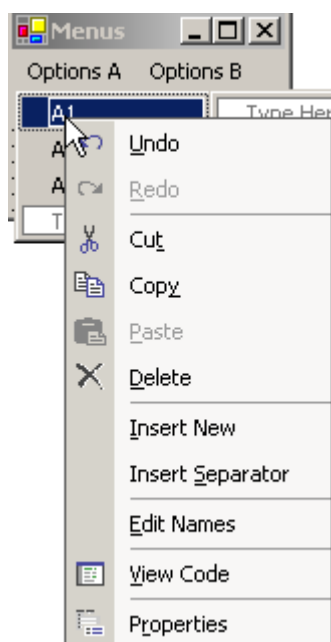 Menus
Options A Options B
A1
Type Her
A
A
T
Undo
Redo
Cut
Copy
Paste
Delete
Insert New
Insert Separator
Edit Names
View Code
Properties